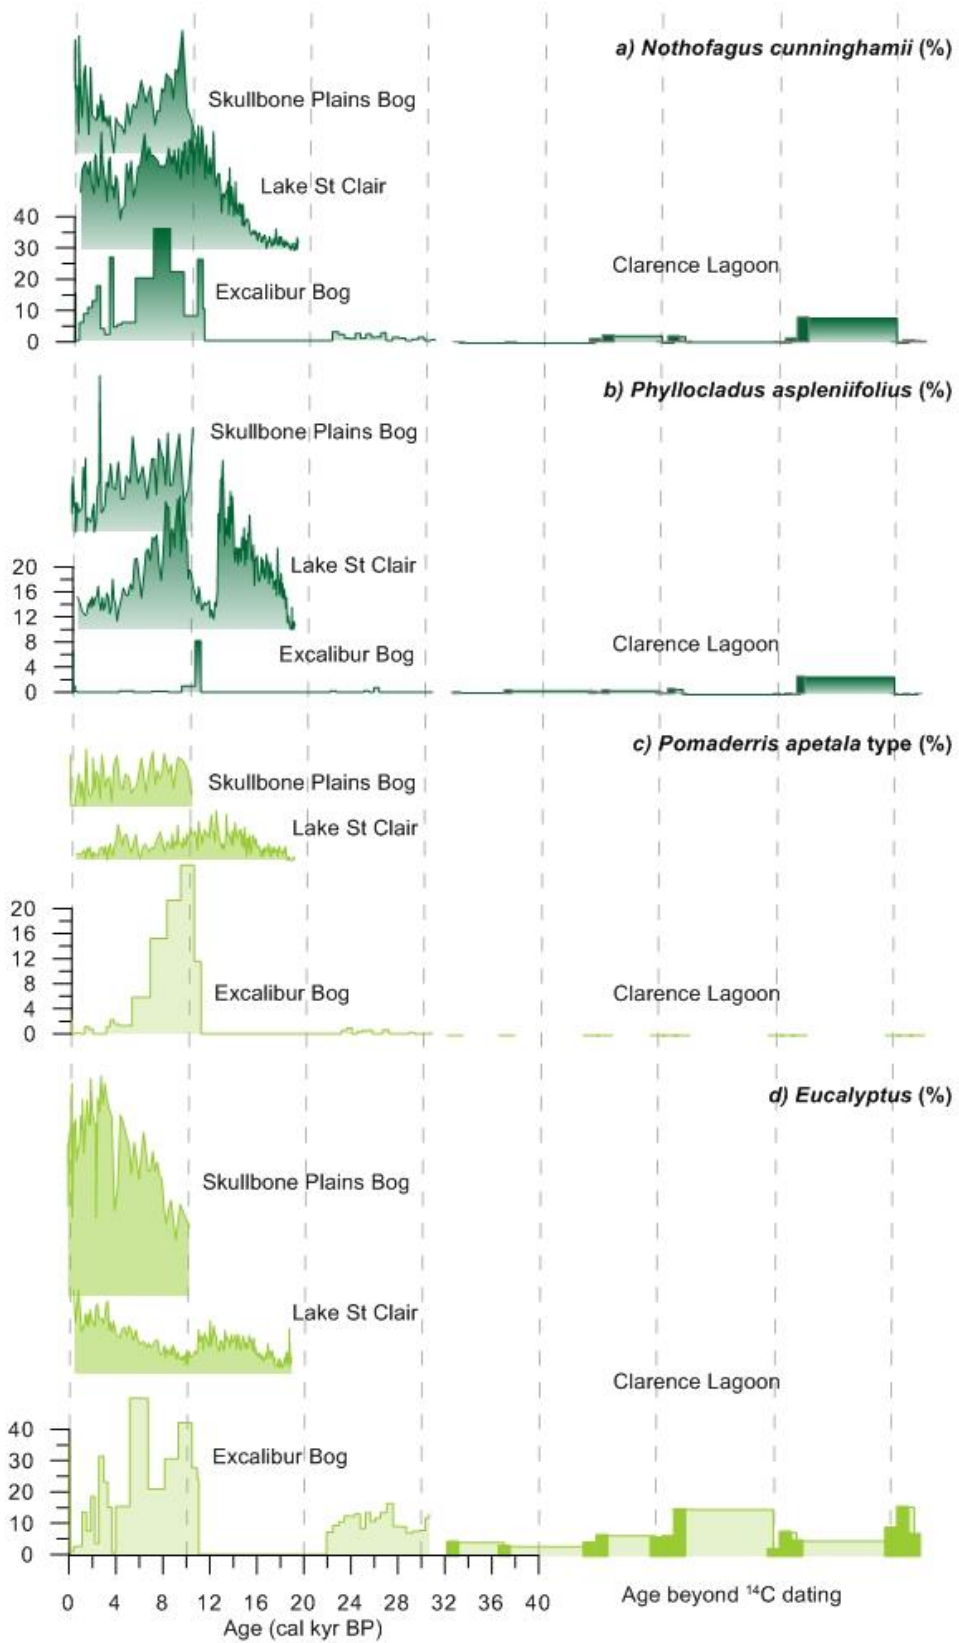 a) Nothofagus cunninghamii (%)
Skullbone Plains Bog
Lake St Clair
40
30
Clarence Lagoon
20
Excalibur Bog
10
0
b) Phyllocladus aspleniifolius (%)
Skullbone Plains Bog
20
Lake St Clair
16
12
8
Excalibur Bog
Clarence Lagoon
4
0
c) Pomaderris apetala type (%)
Skullbone Plains Bog
Lake St Clair
20
16
12
8
Excalibur Bog
Clarence Lagoon
4
0
d) Eucalyptus (%)
Skullbone Plains Bog
Lake St Clair
Clarence Lagoon
40
Excalibur Bog
30
20
10
0
0 4 8 12 16 20 24 28 32 36 40
Age beyond ¹⁴C dating
Age (cal kyr BP)